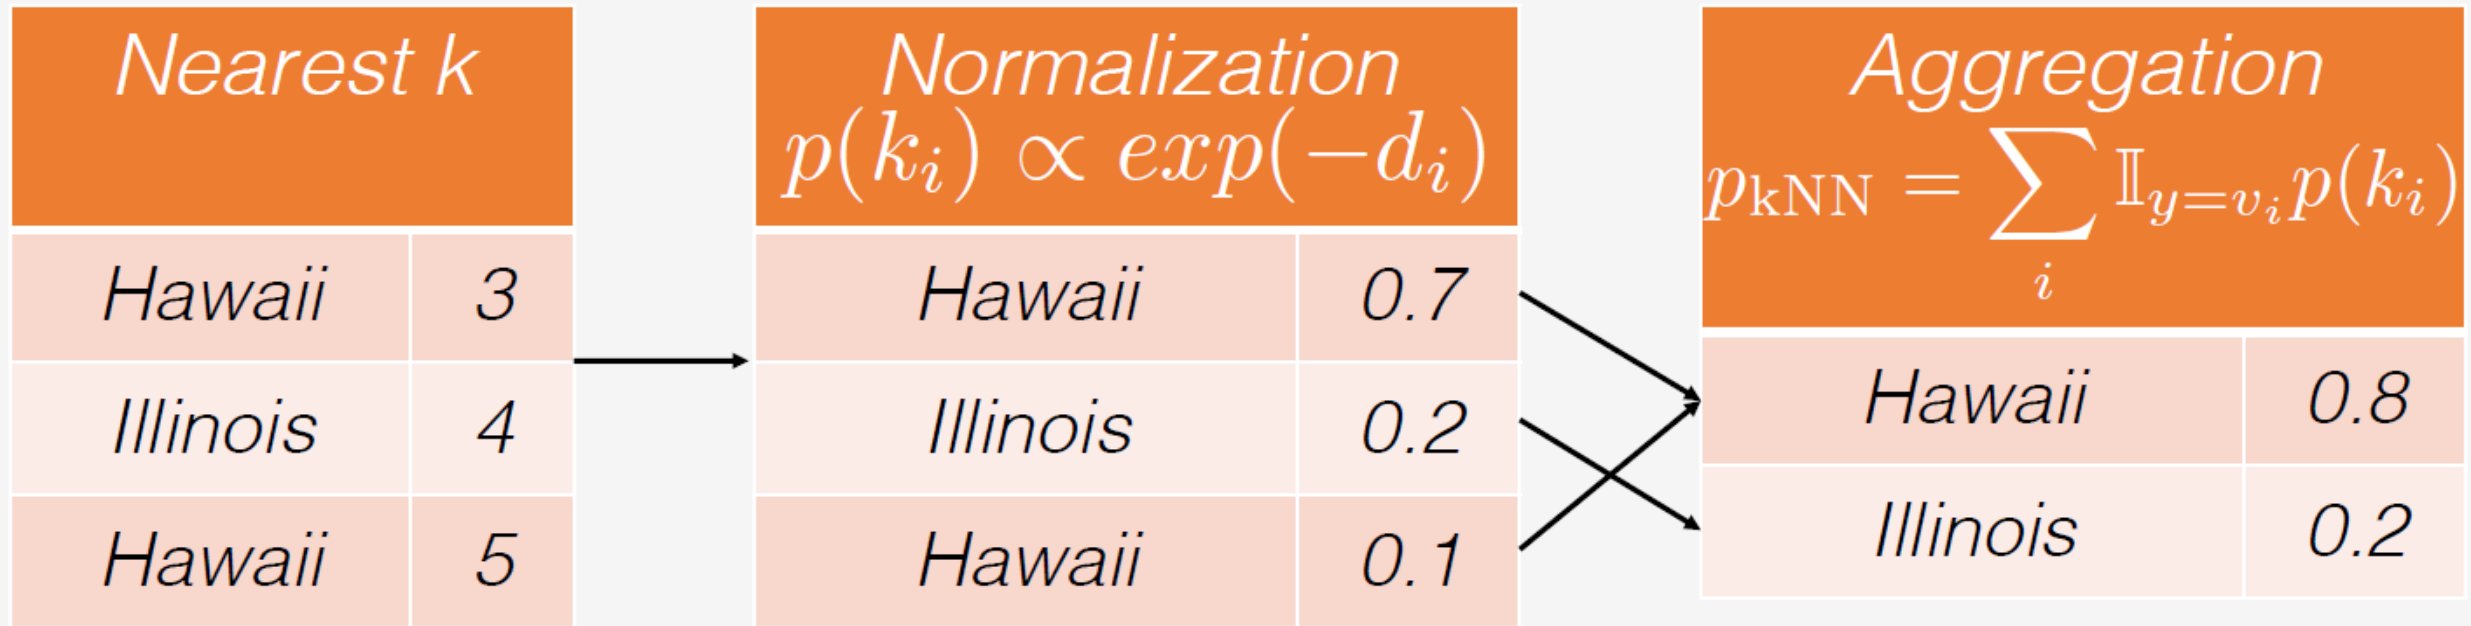 Nearest k
Hawaii 3
Illinois 4
Hawaii 5
Normalization
p(k_i) ∝ exp(−d_i)
Hawaii 0.7
Illinois 0.2
Hawaii 0.1
Aggregation
p_kNN = ∑_i 𝕀_{y=v_i} p(k_i)
Hawaii 0.8
Illinois 0.2